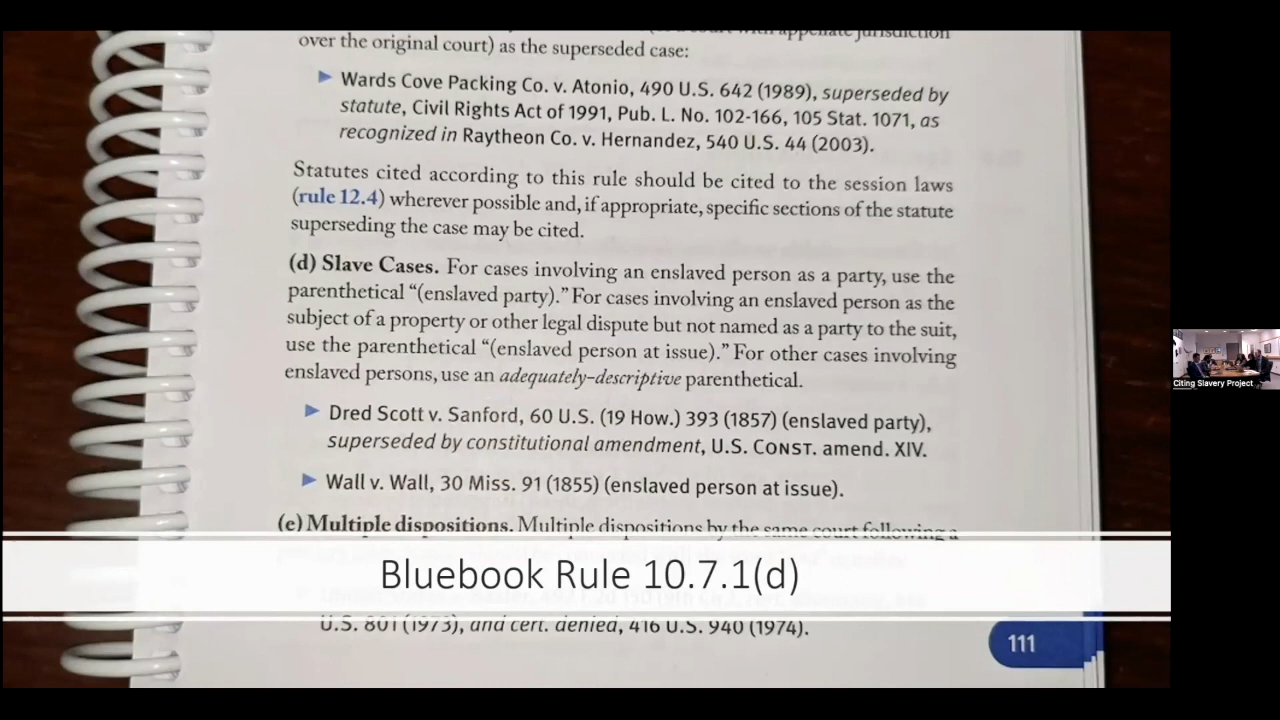 over the original court) as the superseded case:
▶ Wards Cove Packing Co. v. Atonio, 490 U.S. 642 (1989), superseded by
statute, Civil Rights Act of 1991, Pub. L. No. 102-166, 105 Stat. 1071, as
recognized in Raytheon Co. v. Hernandez, 540 U.S. 44 (2003).
Statutes cited according to this rule should be cited to the session laws
(rule 12.4) wherever possible and, if appropriate, specific sections of the statute
superseding the case may be cited.
(d) Slave Cases. For cases involving an enslaved person as a party, use the
parenthetical “(enslaved party).” For cases involving an enslaved person as the
subject of a property or other legal dispute but not named as a party to the suit,
use the parenthetical “(enslaved person at issue).” For other cases involving
enslaved persons, use an adequately-descriptive parenthetical.
▶ Dred Scott v. Sanford, 60 U.S. (19 How.) 393 (1857) (enslaved party),
superseded by constitutional amendment, U.S. CONST. amend. XIV.
▶ Wall v. Wall, 30 Miss. 91 (1855) (enslaved person at issue).
(e) Multiple dispositions. Multiple dispositions by the same court following a
Bluebook Rule 10.7.1(d)
U.S. 801 (1973), and cert. denied, 416 U.S. 940 (1974).
111
Citing Slavery Project